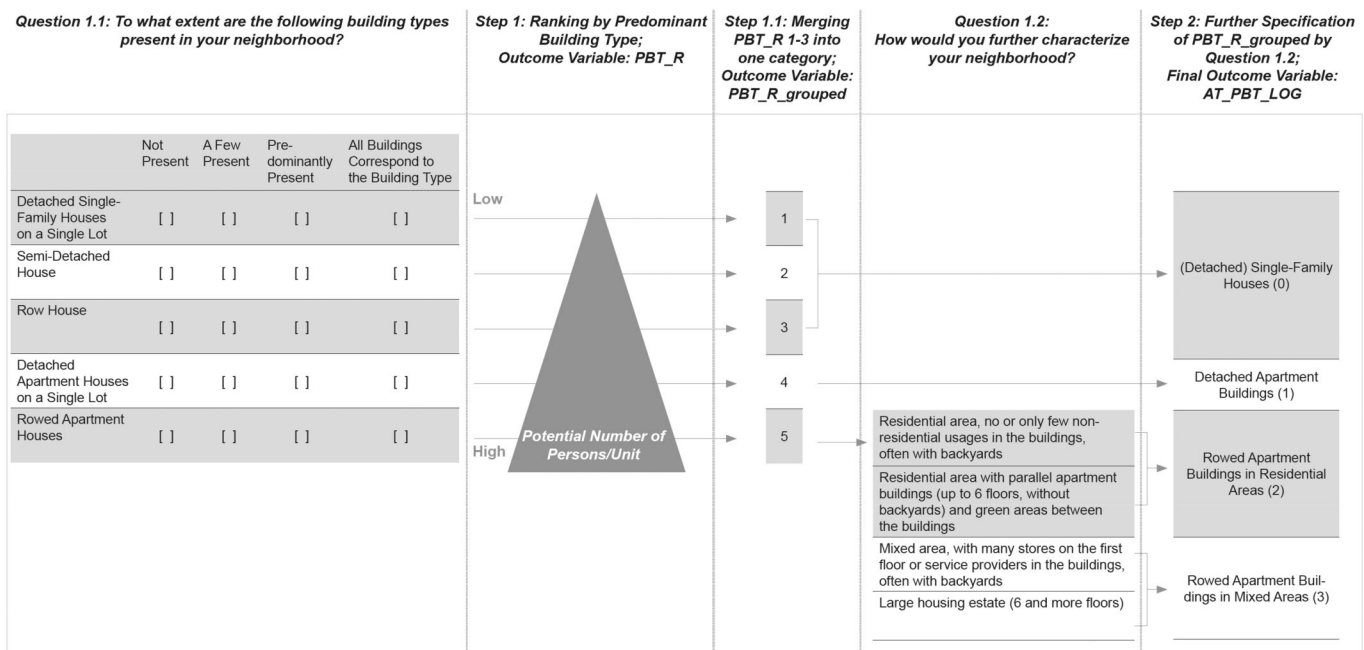 Question 1.1: To what extent are the following building types
present in your neighborhood?
Step 1: Ranking by Predominant
Building Type;
Outcome Variable: PBT_R
Step 1.1: Merging
PBT_R 1-3 into
one category;
Outcome Variable:
PBT_R_grouped
Question 1.2:
How would you further characterize
your neighborhood?
Step 2: Further Specification
of PBT_R_grouped by
Question 1.2;
Final Outcome Variable:
AT_PBT_LOG
Not
Present
A Few
Present
Pre-
dominantly
Present
All Buildings
Correspond to
the Building Type
Detached Single-
Family Houses
on a Single Lot
[ ] [ ] [ ] [ ]
Semi-Detached
House
[ ] [ ] [ ] [ ]
Row House
[ ] [ ] [ ] [ ]
Detached
Apartment Houses
on a Single Lot
[ ] [ ] [ ] [ ]
Rowed Apartment
Houses
[ ] [ ] [ ] [ ]
Low
High
Potential Number of
Persons/Unit
1
2
3
4
5
Residential area, no or only few non-
residential usages in the buildings,
often with backyards
Residential area with parallel apartment
buildings (up to 6 floors, without
backyards) and green areas between
the buildings
Mixed area, with many stores on the first
floor or service providers in the buildings,
often with backyards
Large housing estate (6 and more floors)
(Detached) Single-Family
Houses (0)
Detached Apartment
Buildings (1)
Rowed Apartment
Buildings in Residential
Areas (2)
Rowed Apartment Buil-
dings in Mixed Areas (3)